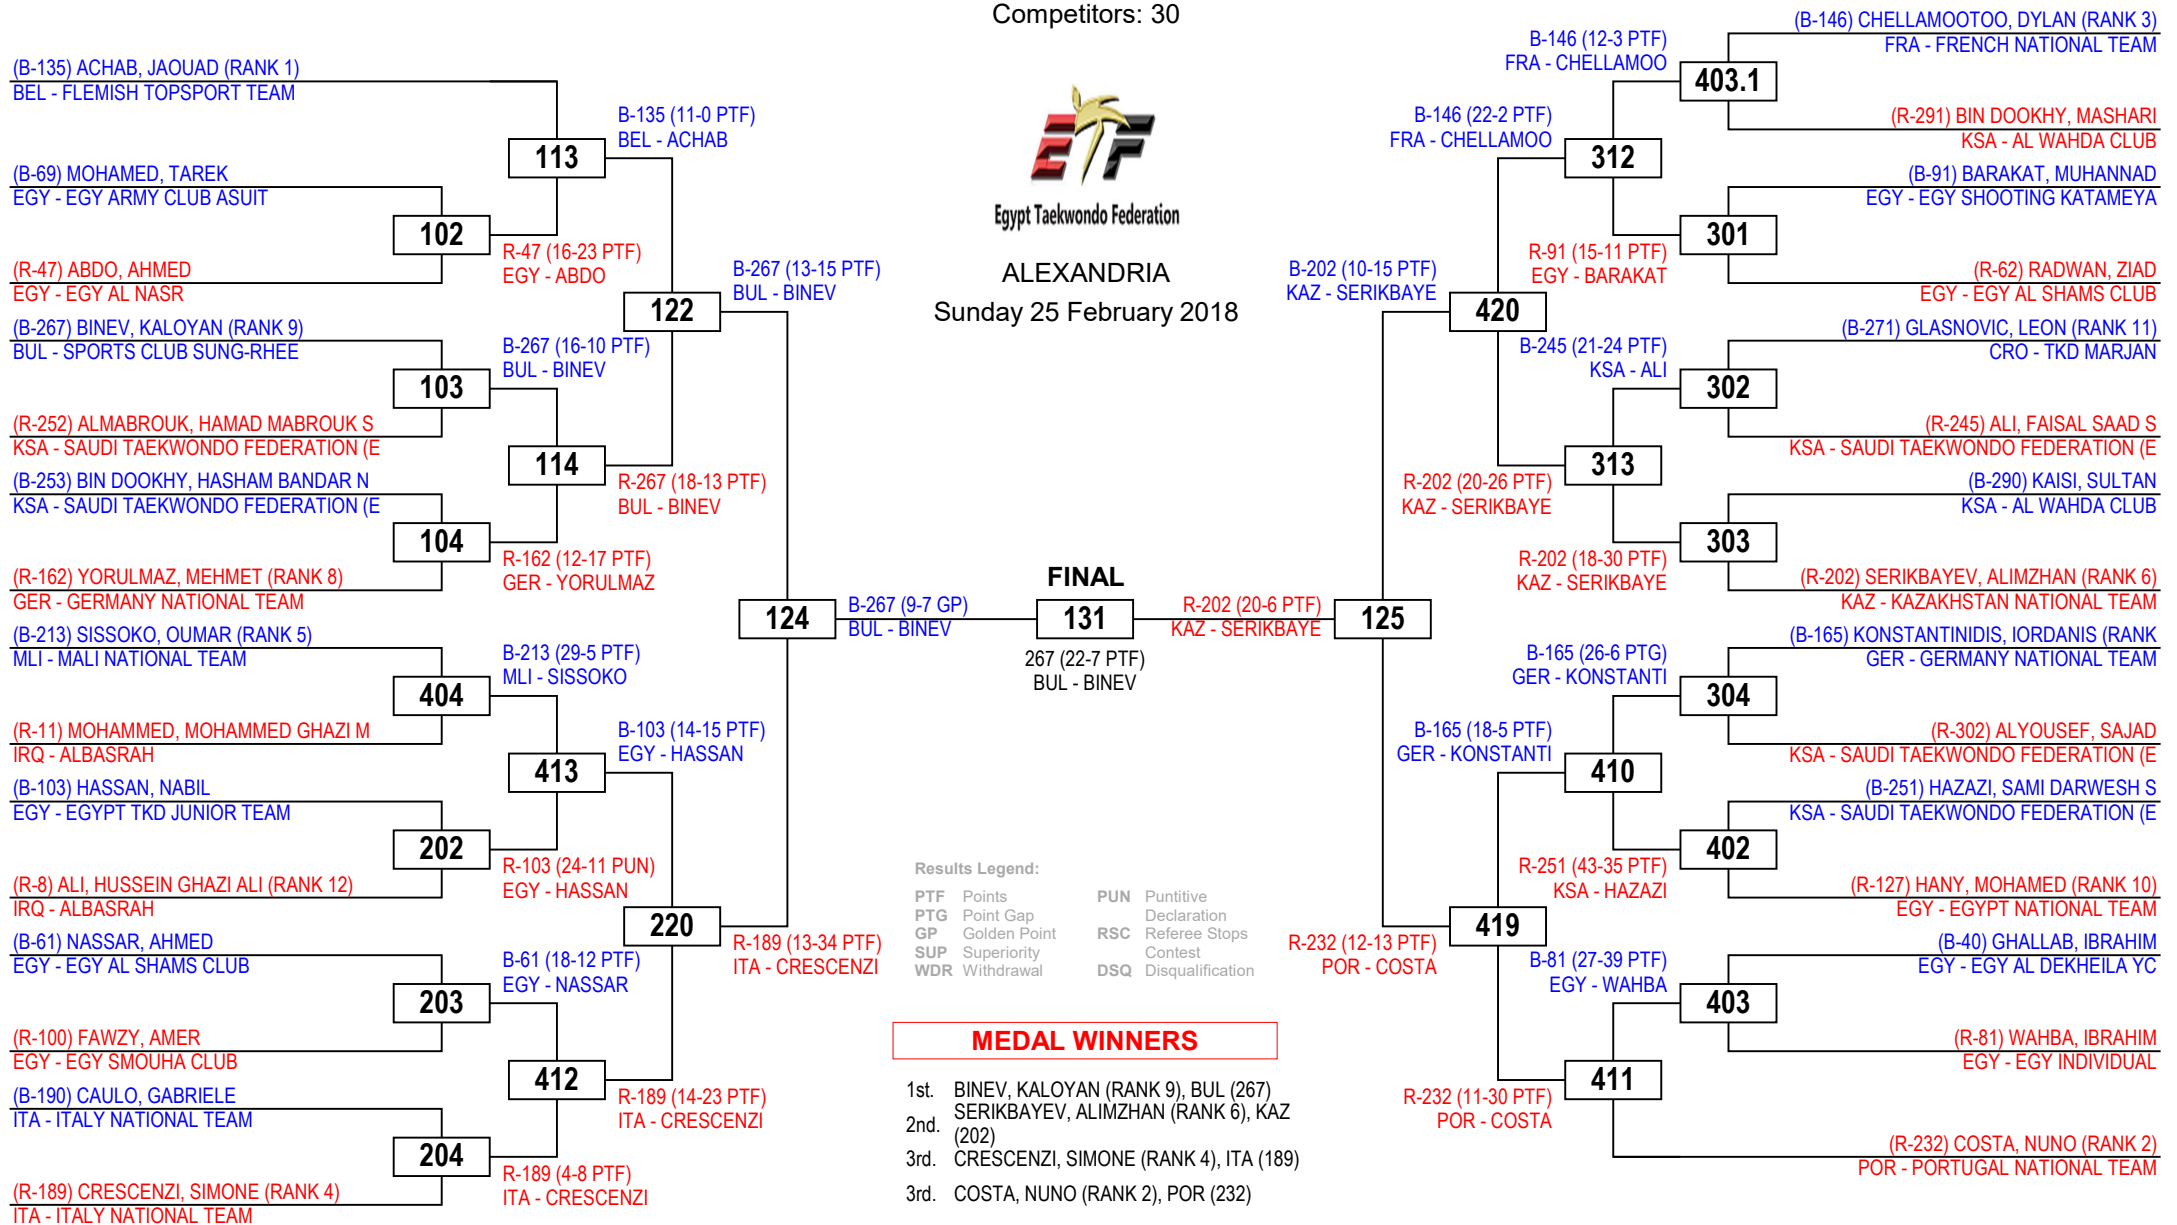 Competitors: 30
(B-135) ACHAB, JAOUAD (RANK 1)
BEL - FLEMISH TOPSPORT TEAM
(B-69) MOHAMED, TAREK
EGY - EGY ARMY CLUB ASUIT
(R-47) ABDO, AHMED
EGY - EGY AL NASR
(B-267) BINEV, KALOYAN (RANK 9)
BUL - SPORTS CLUB SUNG-RHEE
(R-252) ALMABROUK, HAMAD MABROUK S
KSA - SAUDI TAEKWONDO FEDERATION (E
(B-253) BIN DOOKHY, HASHAM BANDAR N
KSA - SAUDI TAEKWONDO FEDERATION (E
(R-162) YORULMAZ, MEHMET (RANK 8)
GER - GERMANY NATIONAL TEAM
(B-213) SISSOKO, OUMAR (RANK 5)
MLI - MALI NATIONAL TEAM
(R-11) MOHAMMED, MOHAMMED GHAZI M
IRQ - ALBASRAH
(B-103) HASSAN, NABIL
EGY - EGYPT TKD JUNIOR TEAM
(R-8) ALI, HUSSEIN GHAZI ALI (RANK 12)
IRQ - ALBASRAH
(B-61) NASSAR, AHMED
EGY - EGY AL SHAMS CLUB
(R-100) FAWZY, AMER
EGY - EGY SMOUHA CLUB
(B-190) CAULO, GABRIELE
ITA - ITALY NATIONAL TEAM
(R-189) CRESCENZI, SIMONE (RANK 4)
ITA - ITALY NATIONAL TEAM
102
103
104
404
202
203
204
R-47 (16-23 PTF)
EGY - ABDO
B-267 (16-10 PTF)
BUL - BINEV
R-162 (12-17 PTF)
GER - YORULMAZ
B-213 (29-5 PTF)
MLI - SISSOKO
R-103 (24-11 PUN)
EGY - HASSAN
B-61 (18-12 PTF)
EGY - NASSAR
R-189 (4-8 PTF)
ITA - CRESCENZI
113
114
413
412
B-135 (11-0 PTF)
BEL - ACHAB
R-267 (18-13 PTF)
BUL - BINEV
B-103 (14-15 PTF)
EGY - HASSAN
R-189 (14-23 PTF)
ITA - CRESCENZI
122
220
B-267 (13-15 PTF)
BUL - BINEV
R-189 (13-34 PTF)
ITA - CRESCENZI
124
B-267 (9-7 GP)
BUL - BINEV
ETF
Egypt Taekwondo Federation
ALEXANDRIA
Sunday 25 February 2018
FINAL
131
267 (22-7 PTF)
BUL - BINEV
Results Legend:
PTF Points
PTG Point Gap
GP Golden Point
SUP Superiority
WDR Withdrawal
PUN Puntitive
Declaration
RSC Referee Stops
Contest
DSQ Disqualification
MEDAL WINNERS
1st. BINEV, KALOYAN (RANK 9), BUL (267)
2nd. SERIKBAYEV, ALIMZHAN (RANK 6), KAZ
(202)
3rd. CRESCENZI, SIMONE (RANK 4), ITA (189)
3rd. COSTA, NUNO (RANK 2), POR (232)
R-202 (20-6 PTF)
KAZ - SERIKBAYE
125
B-202 (10-15 PTF)
KAZ - SERIKBAYE
R-232 (12-13 PTF)
POR - COSTA
420
419
B-146 (22-2 PTF)
FRA - CHELLAMOO
R-202 (20-26 PTF)
KAZ - SERIKBAYE
B-165 (18-5 PTF)
GER - KONSTANTI
R-232 (11-30 PTF)
POR - COSTA
312
313
410
411
B-146 (12-3 PTF)
FRA - CHELLAMOO
R-91 (15-11 PTF)
EGY - BARAKAT
B-245 (21-24 PTF)
KSA - ALI
R-202 (18-30 PTF)
KAZ - SERIKBAYE
B-165 (26-6 PTG)
GER - KONSTANTI
R-251 (43-35 PTF)
KSA - HAZAZI
B-81 (27-39 PTF)
EGY - WAHBA
403.1
301
302
303
304
402
403
(B-146) CHELLAMOOTOO, DYLAN (RANK 3)
FRA - FRENCH NATIONAL TEAM
(R-291) BIN DOOKHY, MASHARI
KSA - AL WAHDA CLUB
(B-91) BARAKAT, MUHANNAD
EGY - EGY SHOOTING KATAMEYA
(R-62) RADWAN, ZIAD
EGY - EGY AL SHAMS CLUB
(B-271) GLASNOVIC, LEON (RANK 11)
CRO - TKD MARJAN
(R-245) ALI, FAISAL SAAD S
KSA - SAUDI TAEKWONDO FEDERATION (E
(B-290) KAISI, SULTAN
KSA - AL WAHDA CLUB
(R-202) SERIKBAYEV, ALIMZHAN (RANK 6)
KAZ - KAZAKHSTAN NATIONAL TEAM
(B-165) KONSTANTINIDIS, IORDANIS (RANK
GER - GERMANY NATIONAL TEAM
(R-302) ALYOUSEF, SAJAD
KSA - SAUDI TAEKWONDO FEDERATION (E
(B-251) HAZAZI, SAMI DARWESH S
KSA - SAUDI TAEKWONDO FEDERATION (E
(R-127) HANY, MOHAMED (RANK 10)
EGY - EGYPT NATIONAL TEAM
(B-40) GHALLAB, IBRAHIM
EGY - EGY AL DEKHEILA YC
(R-81) WAHBA, IBRAHIM
EGY - EGY INDIVIDUAL
(R-232) COSTA, NUNO (RANK 2)
POR - PORTUGAL NATIONAL TEAM